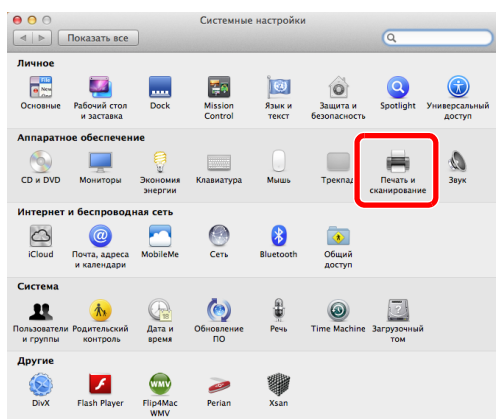 Системные настройки
Показать все
Личное
Основные
Рабочий стол
и заставка
Dock
Mission
Control
Язык и
текст
Защита и
безопасность
Spotlight
Универсальный
доступ
Аппаратное обеспечение
CD и DVD
Мониторы
Экономия
энергии
Клавиатура
Мышь
Трекпад
Печать и
сканирование
Звук
Интернет и беспроводная сеть
iCloud
Почта, адреса
и календари
MobileMe
Сеть
Bluetooth
Общий
доступ
Система
Пользователи
и группы
Родительский
контроль
Дата и
время
Обновление
ПО
Речь
Time Machine
Загрузочный
том
Другие
DivX
Flash Player
WMV
Flip4Mac
WMV
Perian
Xsan